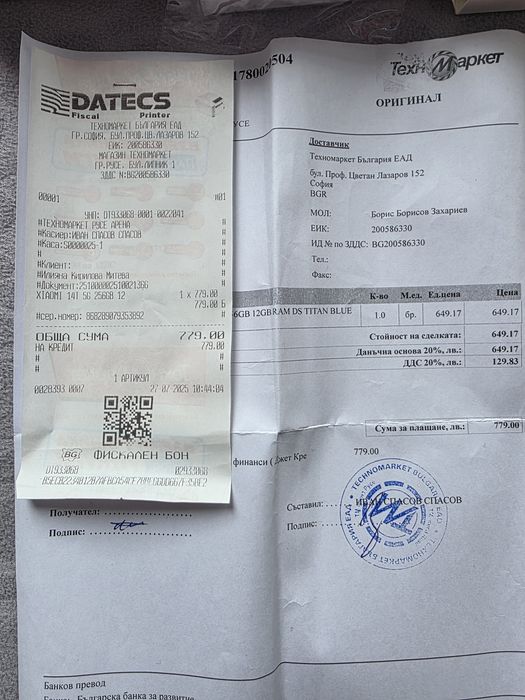 DATECS
Fiscal Printer
ТЕХНОМАРКЕТ БЪЛГАРИЯ ЕАД
ГР.СОФИЯ, БУЛ.ПРОФ.ЦВ.ЛАЗАРОВ 152
ЕИК: 200586330
МАГАЗИН ТЕХНОМАРКЕТ
ГР.РУСЕ, БУЛ.ЛИПНИК 1
ЗДДС N:BG200586330
00001 #01
УНП: DT933068-0001-0022041
#ТЕХНОМАРКЕТ РУСЕ АРЕНА #
#Касиер:ИВАН СПАСОВ СПАСОВ #
#Каса:S0000025-1 #
# #
#Клиент: #
#Илияна Кирилова Митева #
#Документ:25100002510021366 #
XIAOMI 14T 5G 256GB 12 1 x 779.00
779.00 Б
#сер.номер: 868289079353892 #
ОБЩА СУМА 779.00
НА КРЕДИТ 779.00
# #
# #
1 АРТИКУЛ
0028393 0007 27-07-2025 10:44:04
BG ФИСКАЛЕН БОН
DT933068 02933068
504
ТехноМаркет
ОРИГИНАЛ
УСЕ
Доставчик
Техномаркет България ЕАД
бул. Проф. Цветан Лазаров 152
София
BGR
МОЛ: Борис Борисов Захариев
ЕИК: 200586330
ИД № по ЗДДС: BG200586330
Тел.:
Факс:
К-во М.ед. Ед.цена Цена
6GB 12GBRAM DS TITAN BLUE 1.0 бр. 649.17 649.17
Стойност на сделката: 649.17
Данъчна основа 20%, лв.: 649.17
ДДС 20%, лв.: 129.83
Сума за плащане, лв.: 779.00
финанси ( Джет Кре 779.00
Получател:
Подпис:
Съставил: ИВАН СПАСОВ СПАСОВ
Подпис:
TECHNOMARKET BULGARIA
Банков превод
Банка: Българска банка за развитие